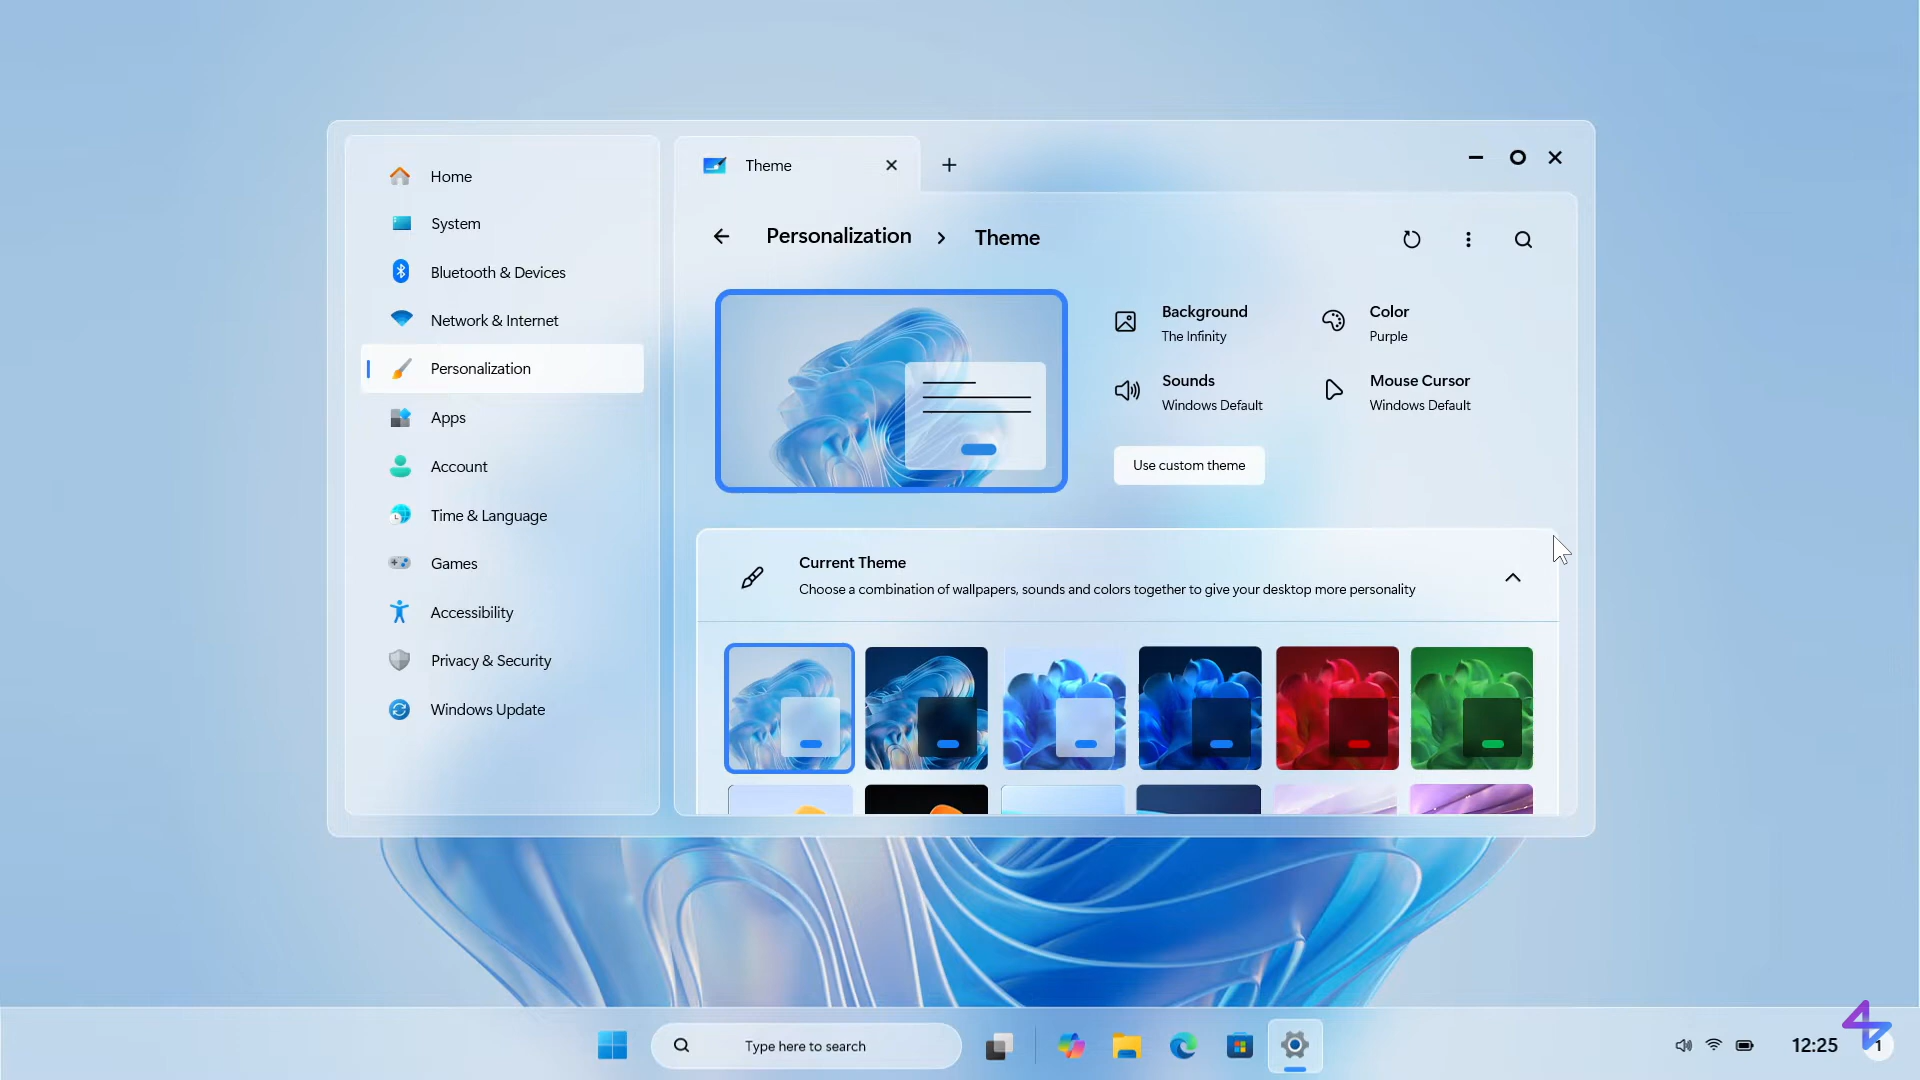 Home
System
Bluetooth & Devices
Network & Internet
Personalization
Apps
Account
Time & Language
Games
Accessibility
Privacy & Security
Windows Update
Theme
Personalization
Theme
Background
The Infinity
Color
Purple
Sounds
Windows Default
Mouse Cursor
Windows Default
Use custom theme
Current Theme
Choose a combination of wallpapers, sounds and colors together to give your desktop more personality
Type here to search
12:25
1